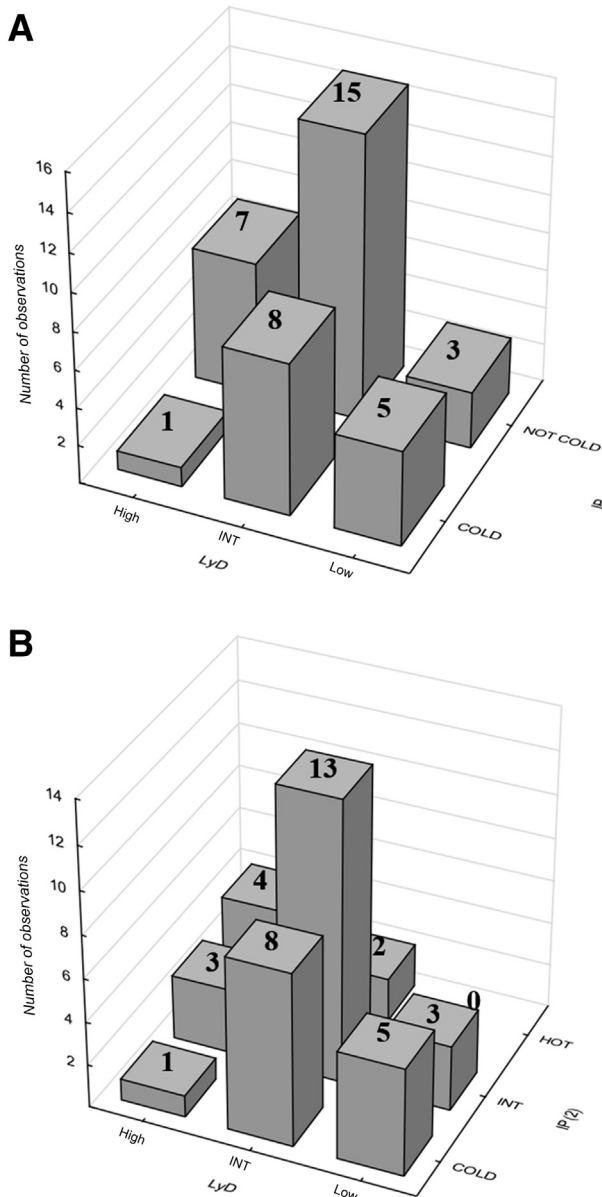 A
15
7
8
3
5
1
16
14
12
10
8
6
4
2
Number of observations
High
INT
Low
LyD
NOT COLD
COLD
IP
B
13
4
8
2
3
0
3
5
1
14
12
10
8
6
4
2
Number of observations
High
INT
Low
LyD
HOT
INT
COLD
IP(2)